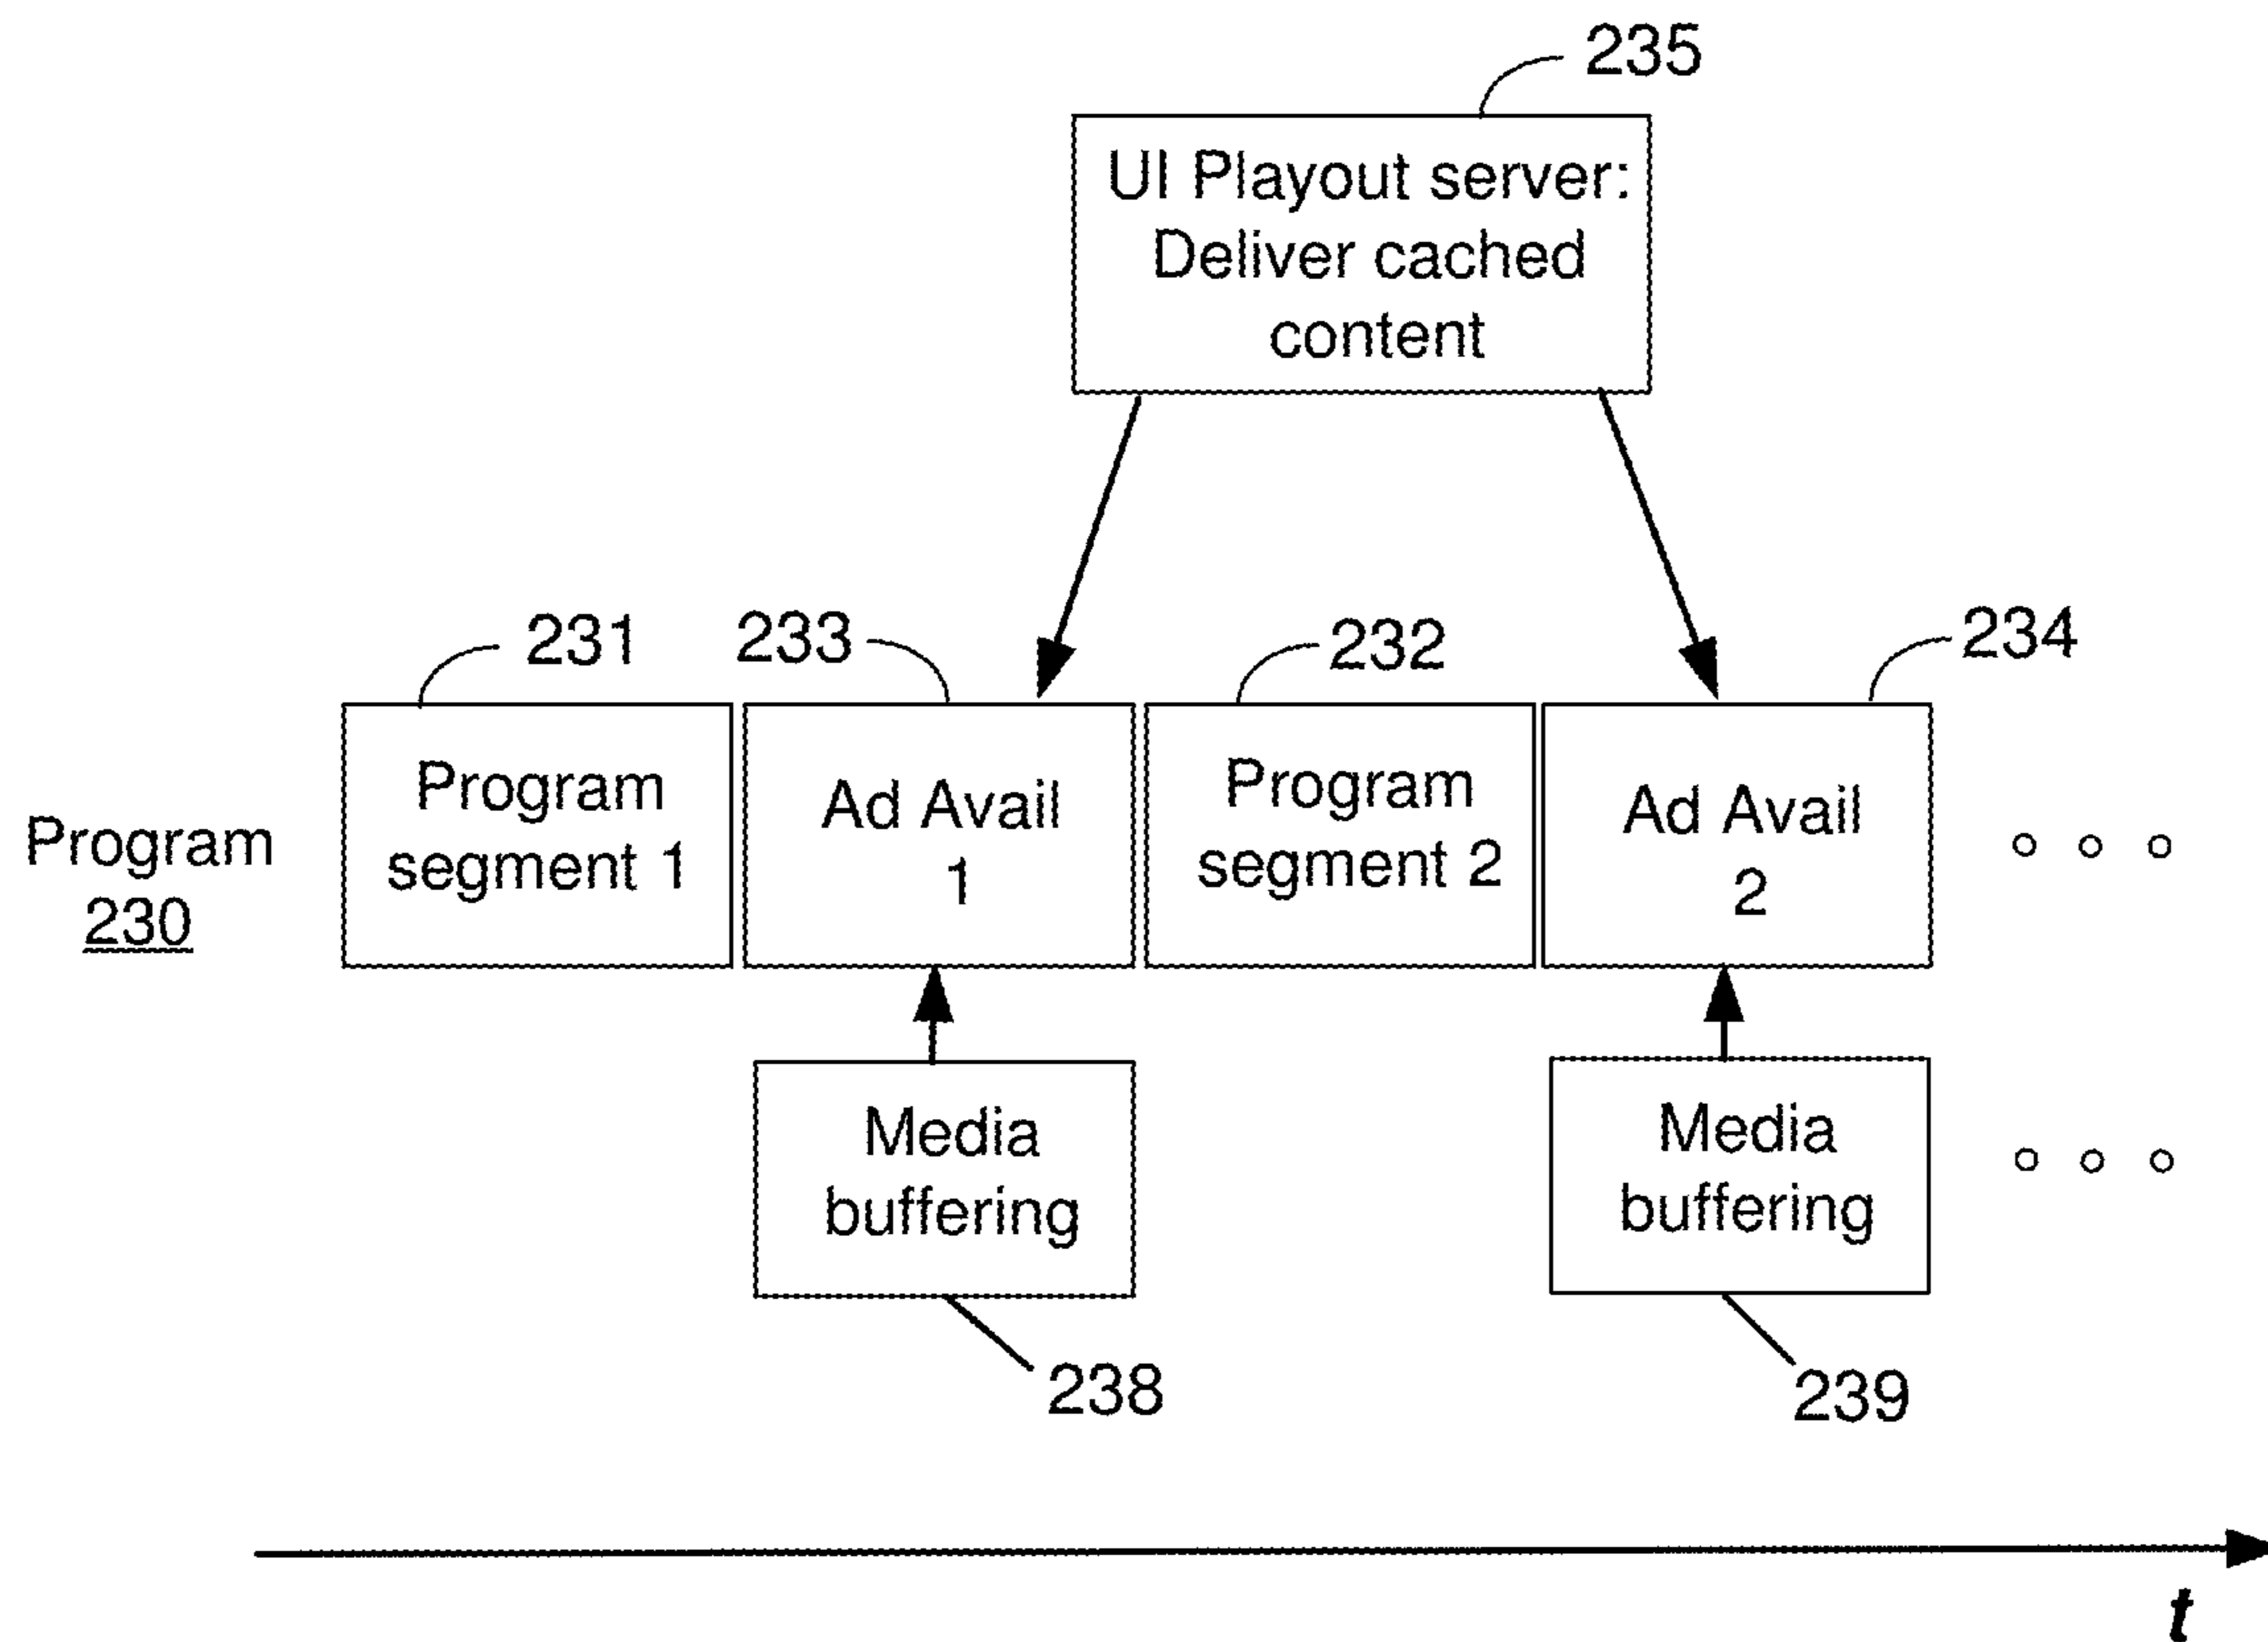 235
UI Playout server:
Deliver cached
content
231
233
232
234
Program
230
Program
segment 1
Ad Avail
1
Program
segment 2
Ad Avail
2
Media
buffering
Media
buffering
238
239
t